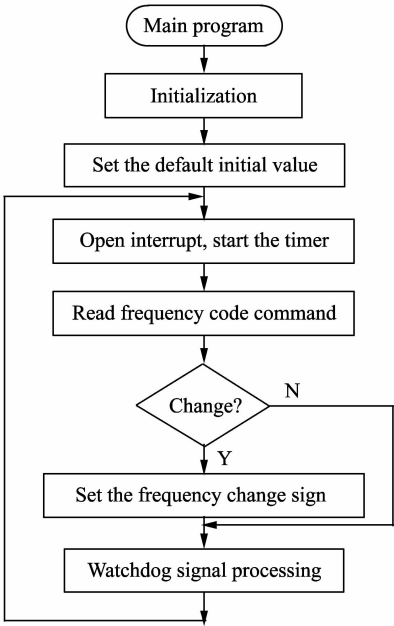 Main program
Initialization
Set the default initial value
Open interrupt, start the timer
Read frequency code command
Change?
N
Y
Set the frequency change sign
Watchdog signal processing